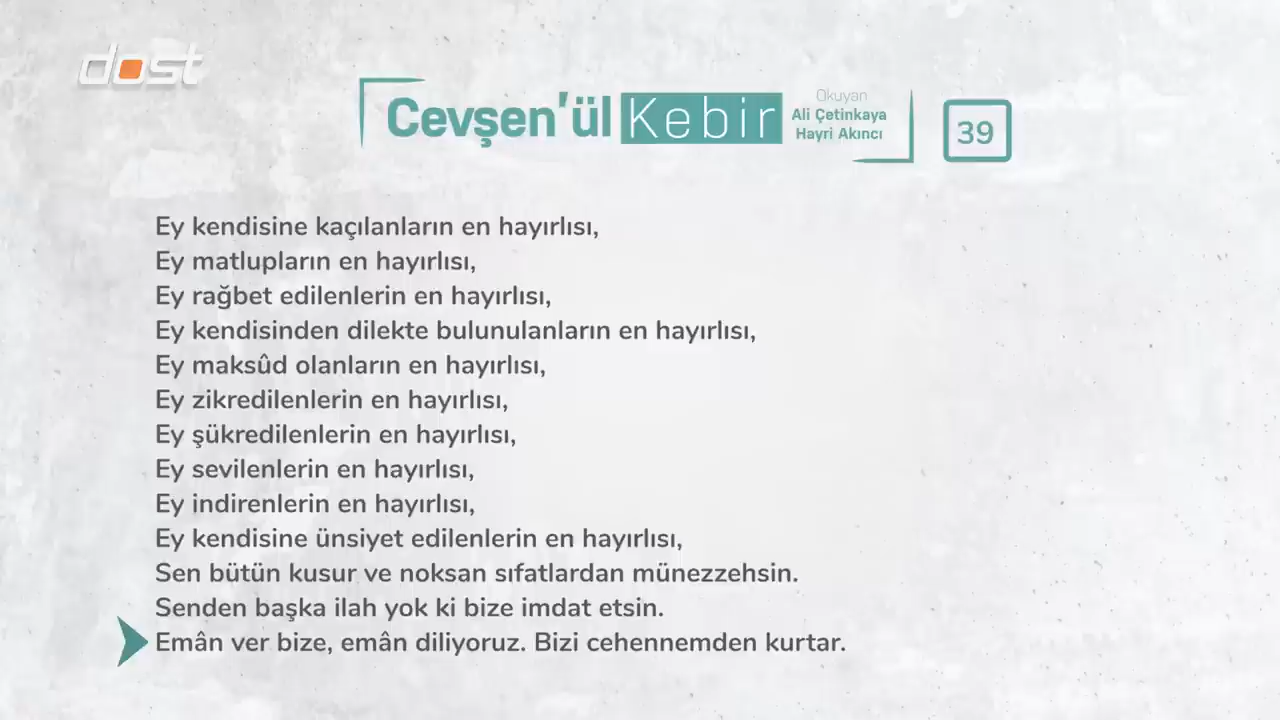 dost
Cevşen'ül Kebir
Okuyan
Ali Çetinkaya
Hayri Akıncı
39
Ey kendisine kaçılanların en hayırlısı,
Ey matlupların en hayırlısı,
Ey rağbet edilenlerin en hayırlısı,
Ey kendisinden dilekte bulunulanların en hayırlısı,
Ey maksûd olanların en hayırlısı,
Ey zikredilenlerin en hayırlısı,
Ey şükredilenlerin en hayırlısı,
Ey sevilenlerin en hayırlısı,
Ey indirenlerin en hayırlısı,
Ey kendisine ünsiyet edilenlerin en hayırlısı,
Sen bütün kusur ve noksan sıfatlardan münezzehsin.
Senden başka ilah yok ki bize imdat etsin.
Emân ver bize, emân diliyoruz. Bizi cehennemden kurtar.